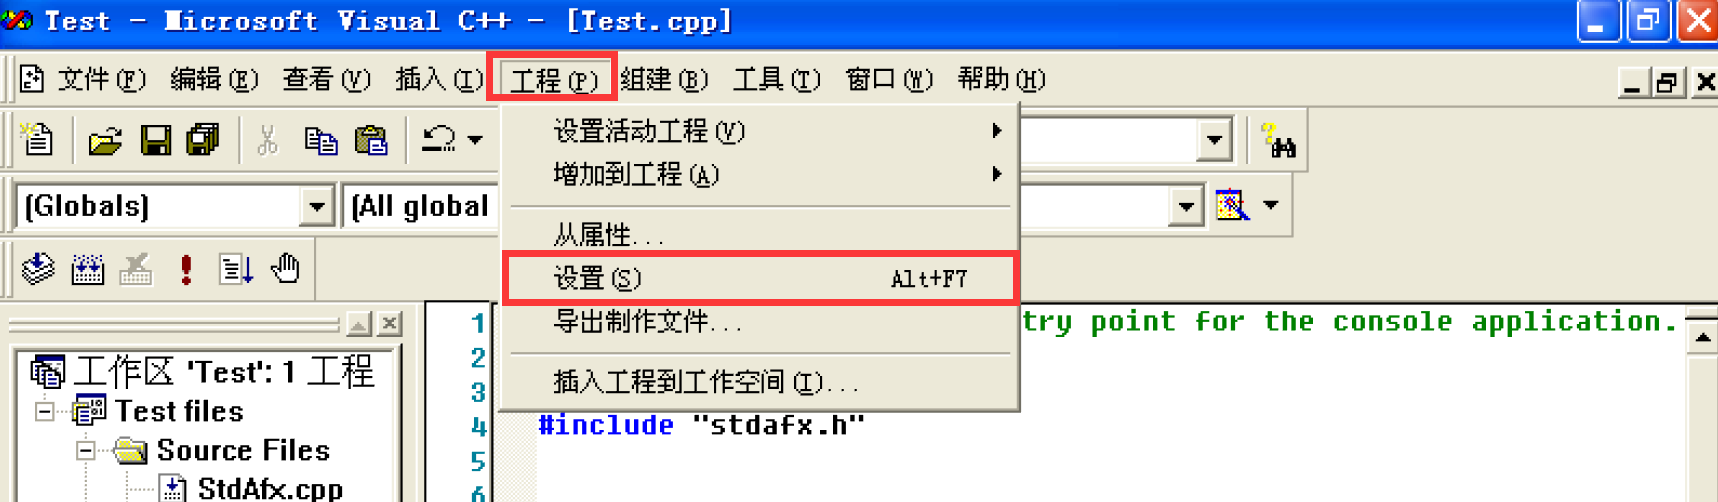 Test - Microsoft Visual C++ - [Test.cpp]
文件(F) 编辑(E) 查看(V) 插入(I) 工程(P) 组建(B) 工具(T) 窗口(W) 帮助(H)
设置活动工程(V)
增加到工程(A)
(Globals) (All global
从属性...
设置(S) Alt+F7
导出制作文件...
插入工程到工作空间(I)...
1 try point for the console application.
2
3
4 #include "stdafx.h"
5
6
工作区 'Test': 1 工程
Test files
Source Files
StdAfx.cpp